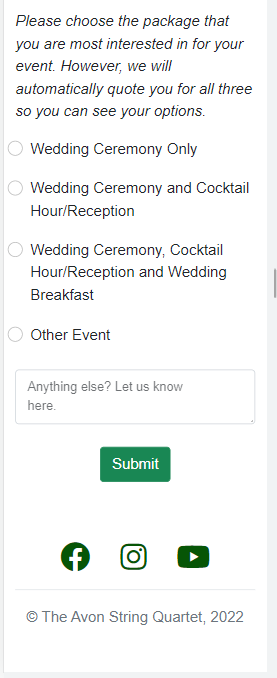 Please choose the package that
you are most interested in for your
event. However, we will
automatically quote you for all three
so you can see your options.
Wedding Ceremony Only
Wedding Ceremony and Cocktail
Hour/Reception
Wedding Ceremony, Cocktail
Hour/Reception and Wedding
Breakfast
Other Event
Anything else? Let us know
here.
Submit
© The Avon String Quartet, 2022